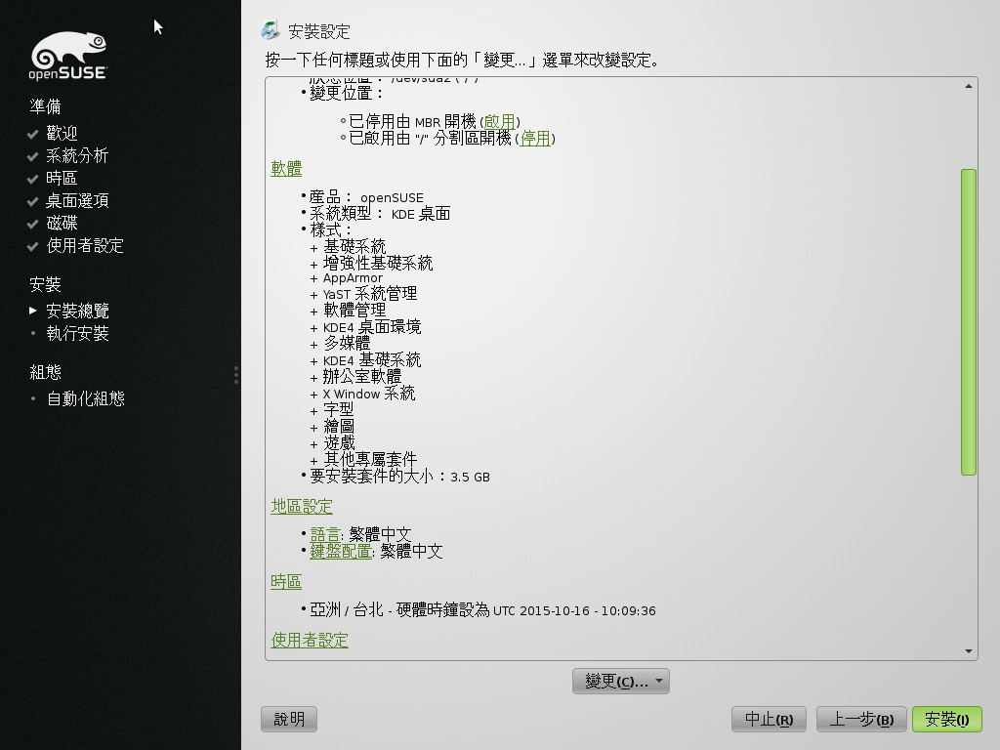 openSUSE
準備
歡迎
系統分析
時區
桌面選項
磁碟
使用者設定
安裝
安裝總覽
執行安裝
組態
自動化組態
安裝設定
按一下任何標題或使用下面的「變更...」選單來改變設定。
狀態位置： /dev/sda2 ("/")
• 變更位置：
已停用由 MBR 開機 (啟用)
已啟用由 "/" 分割區開機 (停用)
軟體
• 產品： openSUSE
• 系統類型： KDE 桌面
• 樣式：
+ 基礎系統
+ 增強性基礎系統
+ AppArmor
+ YaST 系統管理
+ 軟體管理
+ KDE4 桌面環境
+ 多媒體
+ KDE4 基礎系統
+ 辦公室軟體
+ X Window 系統
+ 字型
+ 繪圖
+ 遊戲
+ 其他專屬套件
• 要安裝套件的大小：3.5 GB
地區設定
• 語言: 繁體中文
• 鍵盤配置: 繁體中文
時區
• 亞洲 / 台北 - 硬體時鐘設為 UTC 2015-10-16 - 10:09:36
使用者設定
變更(C)...
說明
中止(R)
上一步(B)
安裝(I)